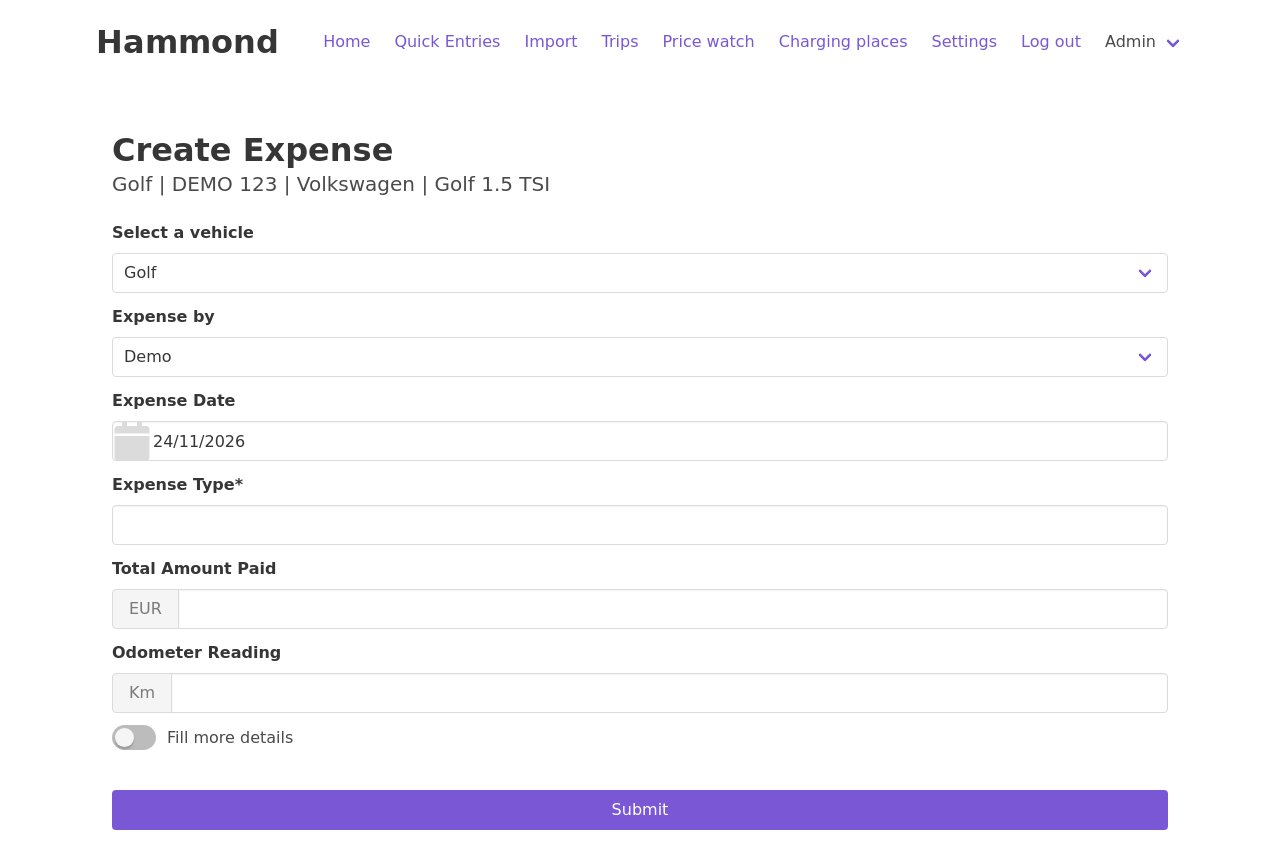 Hammond Home Quick Entries Import Trips Price watch Charging places Settings Log out Admin
Create Expense
Golf | DEMO 123 | Volkswagen | Golf 1.5 TSI
Select a vehicle
Golf
Expense by
Demo
Expense Date
24/11/2026
Expense Type*
Total Amount Paid
EUR
Odometer Reading
Km
Fill more details
Submit